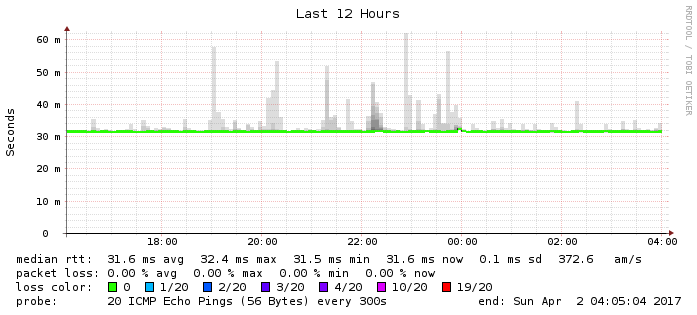 Last 12 Hours
RRDTOOL / TOBI OETIKER
Seconds
60 m
50 m
40 m
30 m
20 m
10 m
0
18:00 20:00 22:00 00:00 02:00 04:00
median rtt: 31.6 ms avg 32.4 ms max 31.5 ms min 31.6 ms now 0.1 ms sd 372.6 am/s
packet loss: 0.00 % avg 0.00 % max 0.00 % min 0.00 % now
loss color: 0 1/20 2/20 3/20 4/20 10/20 19/20
probe: 20 ICMP Echo Pings (56 Bytes) every 300s end: Sun Apr 2 04:05:04 2017